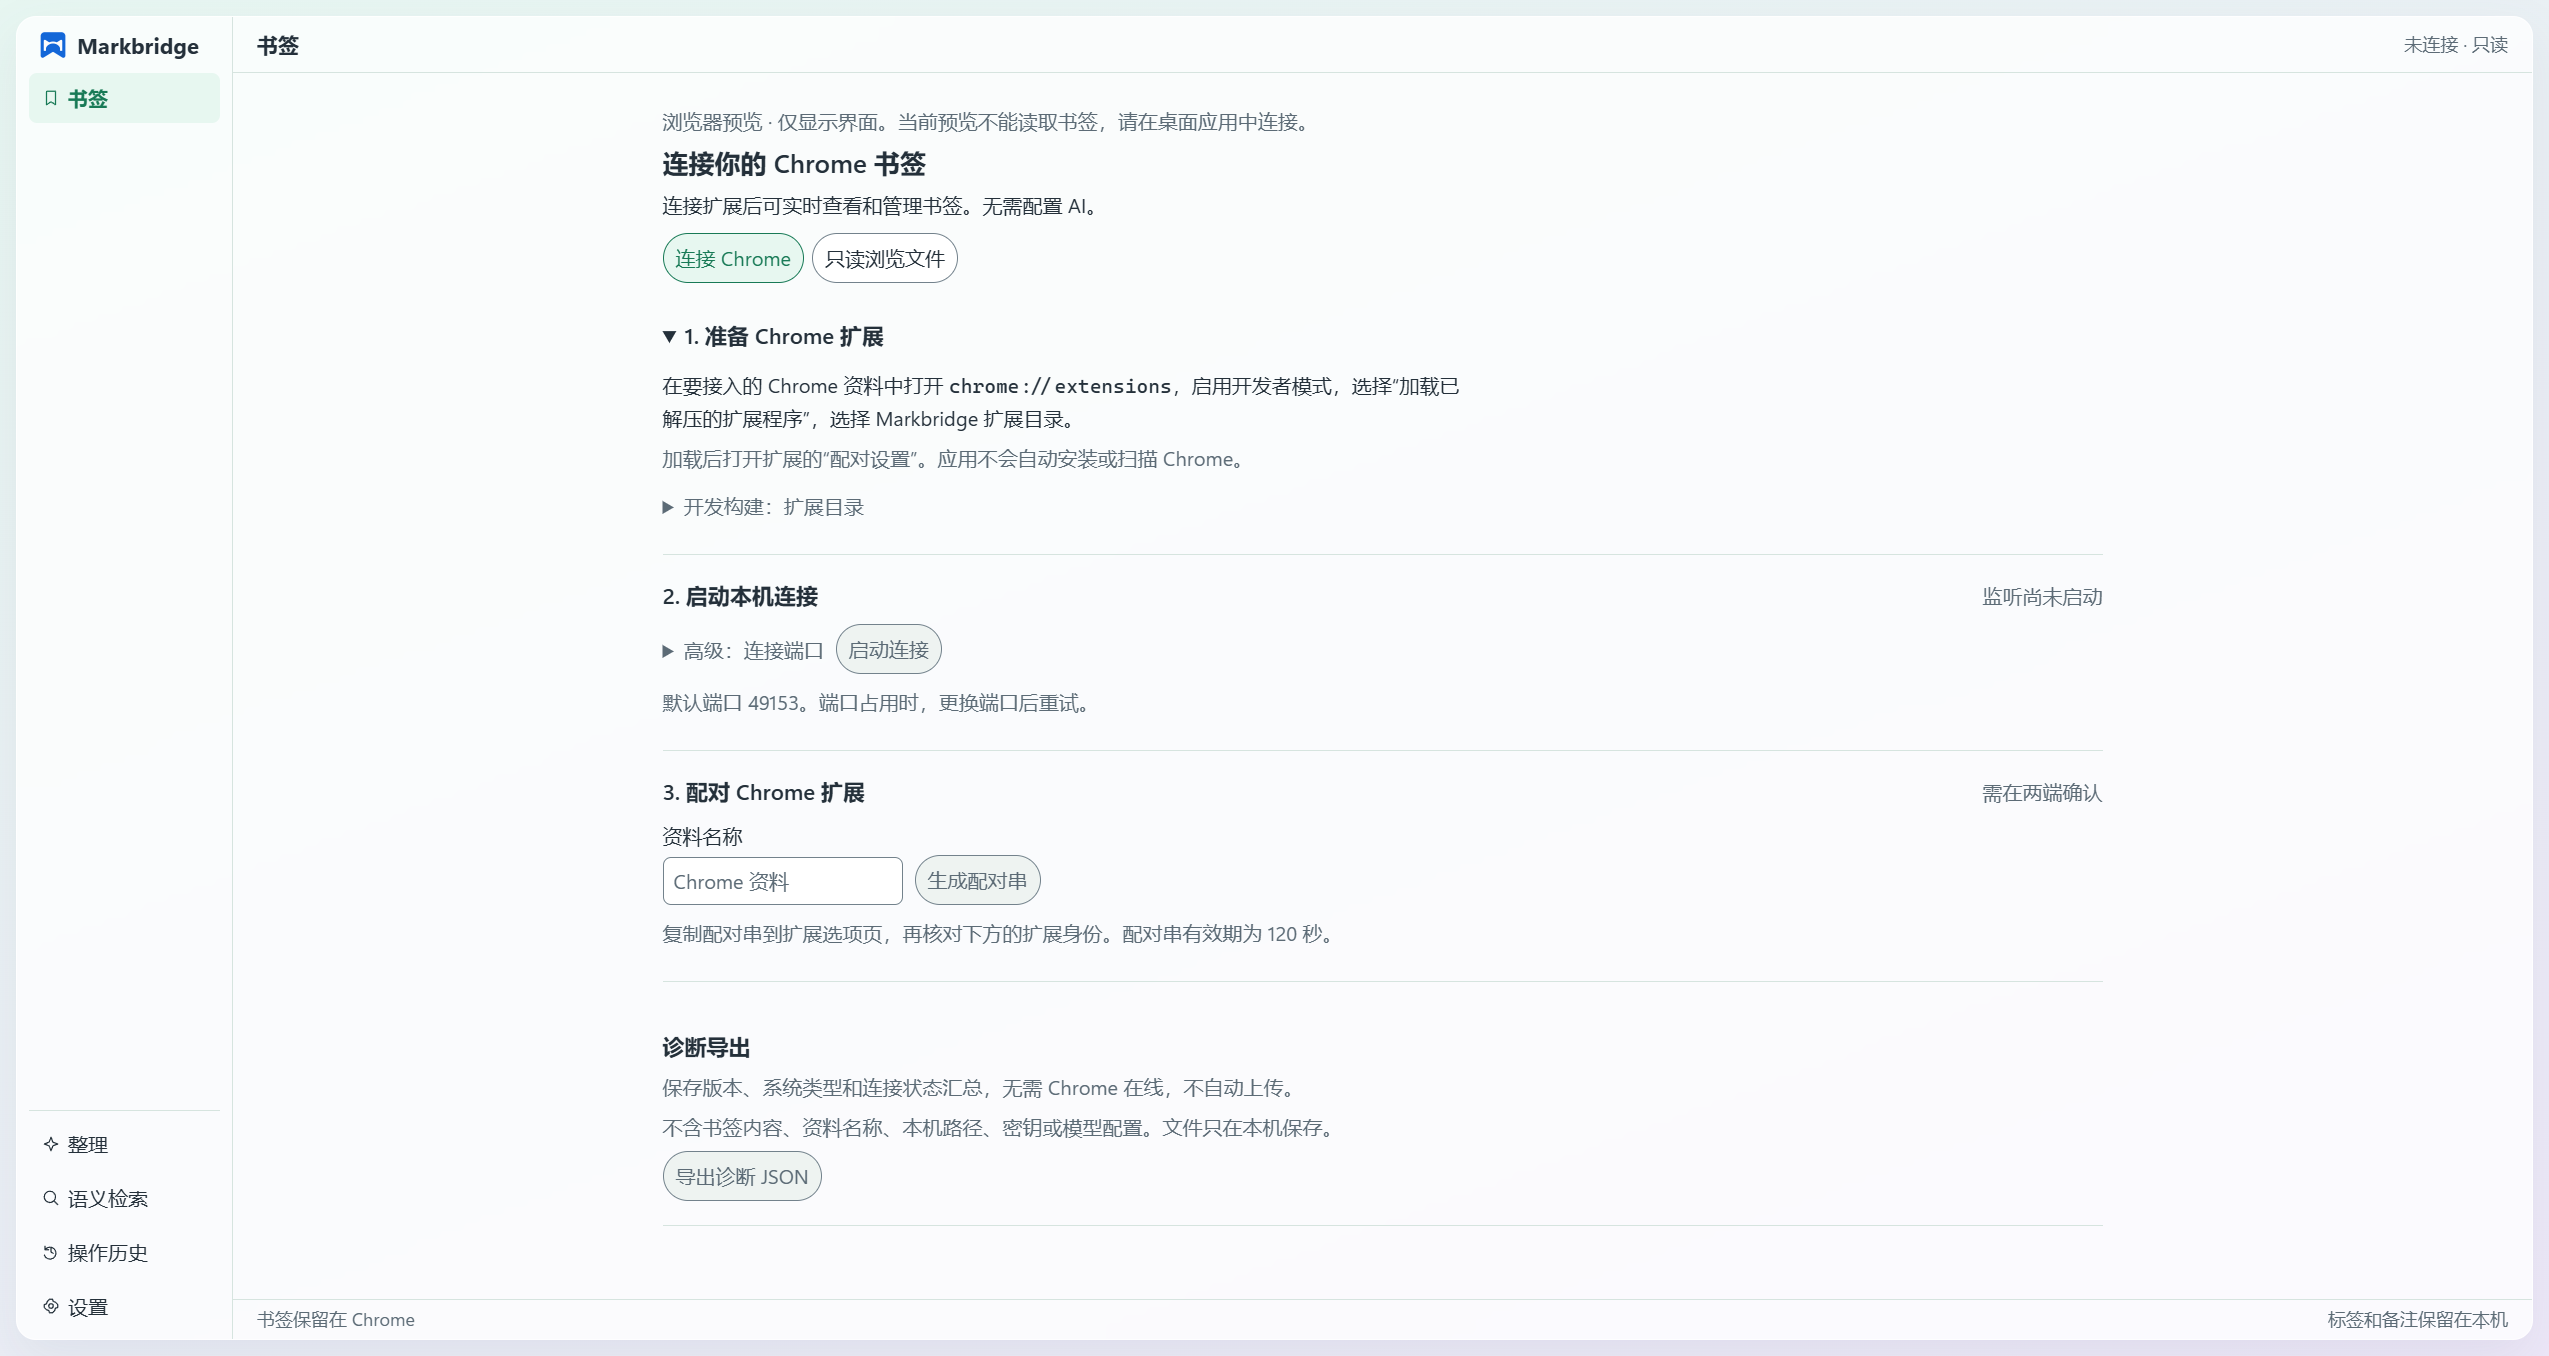 Markbridge
书签
未连接 · 只读
书签
浏览器预览 · 仅显示界面。当前预览不能读取书签，请在桌面应用中连接。
连接你的 Chrome 书签
连接扩展后可实时查看和管理书签。无需配置 AI。
连接 Chrome
只读浏览文件
▼ 1. 准备 Chrome 扩展
在要接入的 Chrome 资料中打开 chrome://extensions，启用开发者模式，选择“加载已
解压的扩展程序”，选择 Markbridge 扩展目录。
加载后打开扩展的“配对设置”。应用不会自动安装或扫描 Chrome。
▶ 开发构建：扩展目录
2. 启动本机连接
监听尚未启动
▶ 高级：连接端口
启动连接
默认端口 49153。端口占用时，更换端口后重试。
3. 配对 Chrome 扩展
需在两端确认
资料名称
Chrome 资料
生成配对串
复制配对串到扩展选项页，再核对下方的扩展身份。配对串有效期为 120 秒。
诊断导出
保存版本、系统类型和连接状态汇总，无需 Chrome 在线，不自动上传。
不含书签内容、资料名称、本机路径、密钥或模型配置。文件只在本机保存。
导出诊断 JSON
整理
语义检索
操作历史
设置
书签保留在 Chrome
标签和备注保留在本机